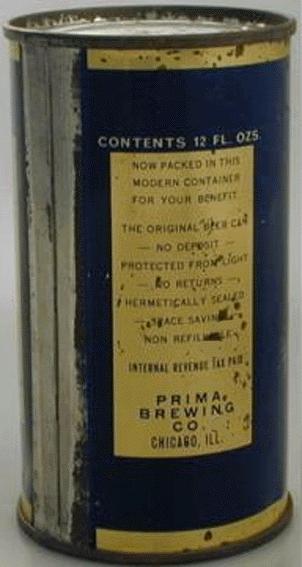 CONTENTS 12 FL. OZS.
NOW PACKED IN THIS
MODERN CONTAINER
FOR YOUR BENEFIT
THE ORIGINAL BEER CAN
— NO DEPOSIT —
PROTECTED FROM LIGHT
— NO RETURNS —
HERMETICALLY SEALED
— SPACE SAVING —
NON REFILLABLE
INTERNAL REVENUE TAX PAID
PRIMA
BREWING
CO.
CHICAGO, ILL.